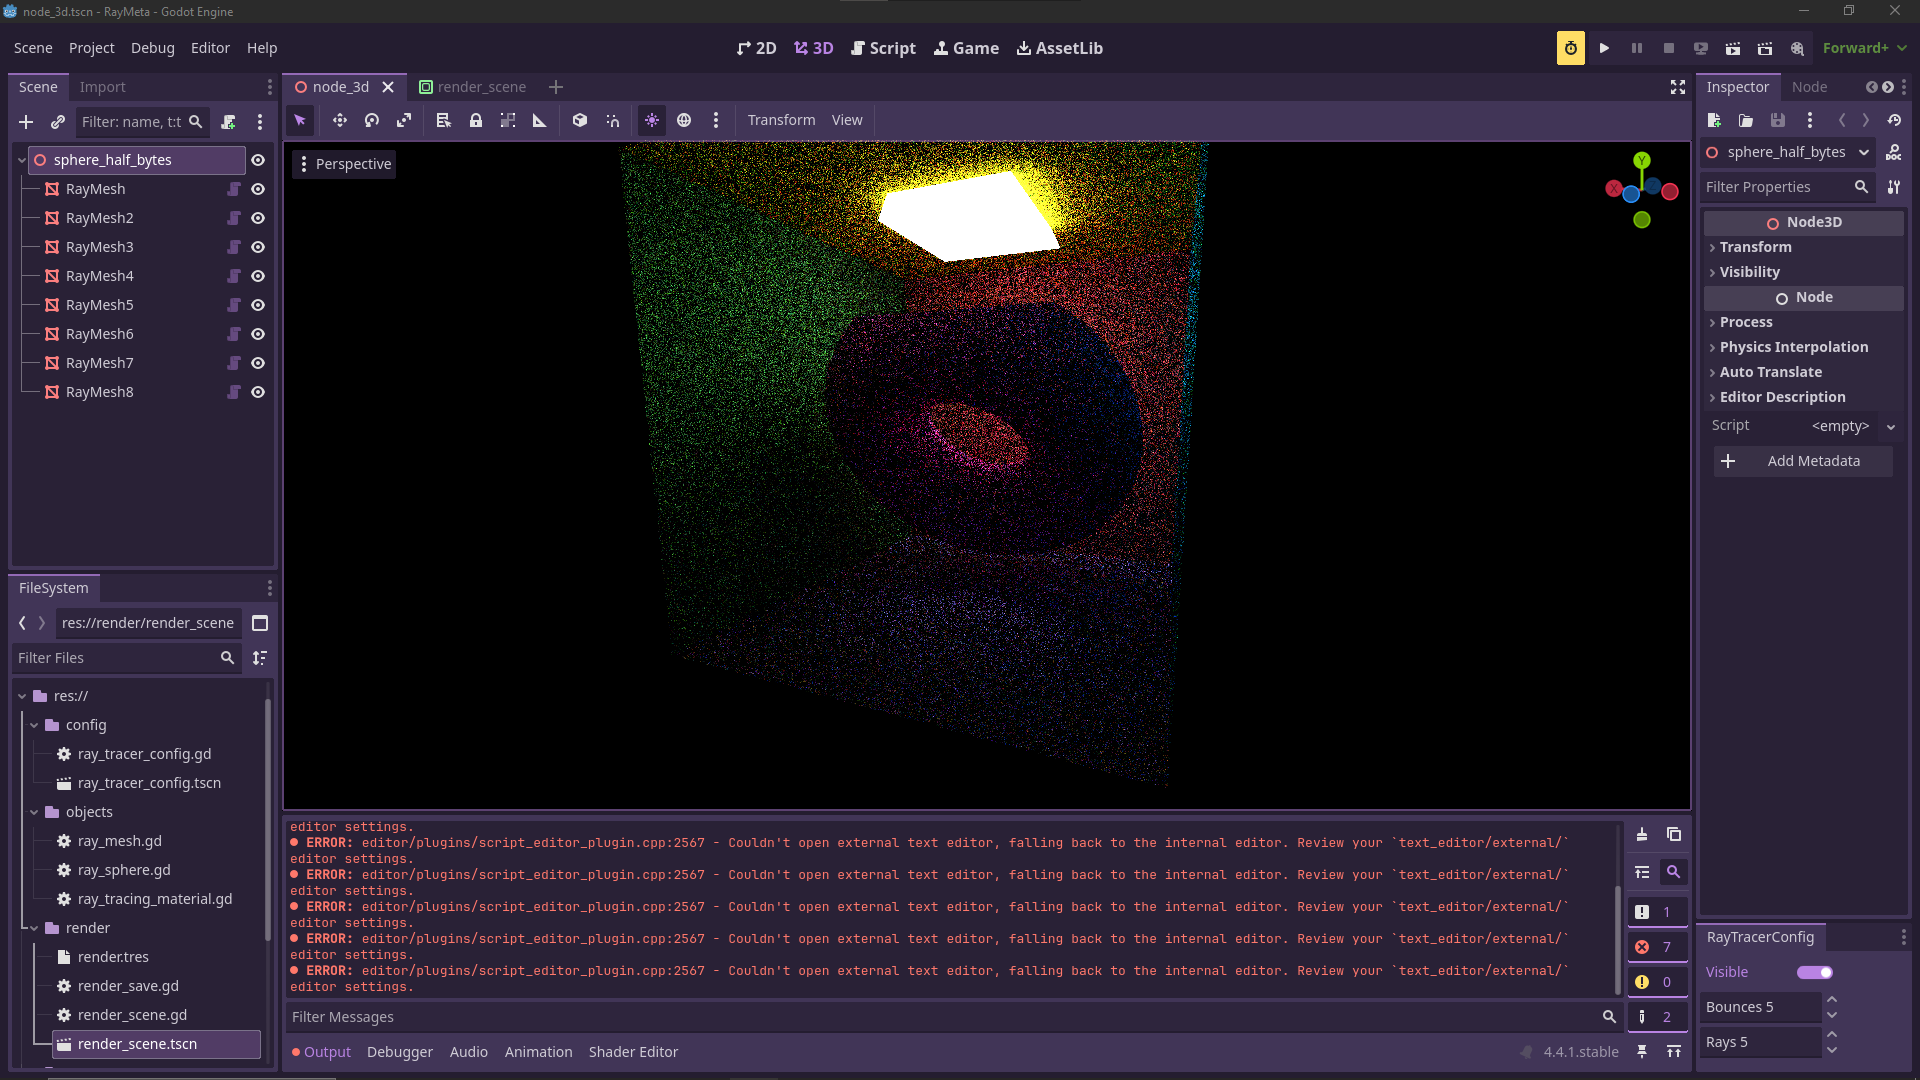 node_3d.tscn - RayMeta - Godot Engine
Scene Project Debug Editor Help
2D 3D Script Game AssetLib
Forward+
Scene Import
Filter: name, t:t
sphere_half_bytes
RayMesh
RayMesh2
RayMesh3
RayMesh4
RayMesh5
RayMesh6
RayMesh7
RayMesh8
FileSystem
res://render/render_scene
Filter Files
res://
config
ray_tracer_config.gd
ray_tracer_config.tscn
objects
ray_mesh.gd
ray_sphere.gd
ray_tracing_material.gd
render
render.tres
render_save.gd
render_scene.gd
render_scene.tscn
node_3d render_scene
Transform View
Perspective
Y
X
editor settings.
ERROR: editor/plugins/script_editor_plugin.cpp:2567 - Couldn't open external text editor, falling back to the internal editor. Review your `text_editor/external/`
editor settings.
ERROR: editor/plugins/script_editor_plugin.cpp:2567 - Couldn't open external text editor, falling back to the internal editor. Review your `text_editor/external/`
editor settings.
ERROR: editor/plugins/script_editor_plugin.cpp:2567 - Couldn't open external text editor, falling back to the internal editor. Review your `text_editor/external/`
editor settings.
ERROR: editor/plugins/script_editor_plugin.cpp:2567 - Couldn't open external text editor, falling back to the internal editor. Review your `text_editor/external/`
editor settings.
ERROR: editor/plugins/script_editor_plugin.cpp:2567 - Couldn't open external text editor, falling back to the internal editor. Review your `text_editor/external/`
editor settings.
1
7
0
2
Filter Messages
Output Debugger Audio Animation Shader Editor
4.4.1.stable
Inspector Node
sphere_half_bytes
DOC
Filter Properties
Node3D
Transform
Visibility
Node
Process
Physics Interpolation
Auto Translate
Editor Description
Script <empty>
Add Metadata
RayTracerConfig
Visible
Bounces 5
Rays 5